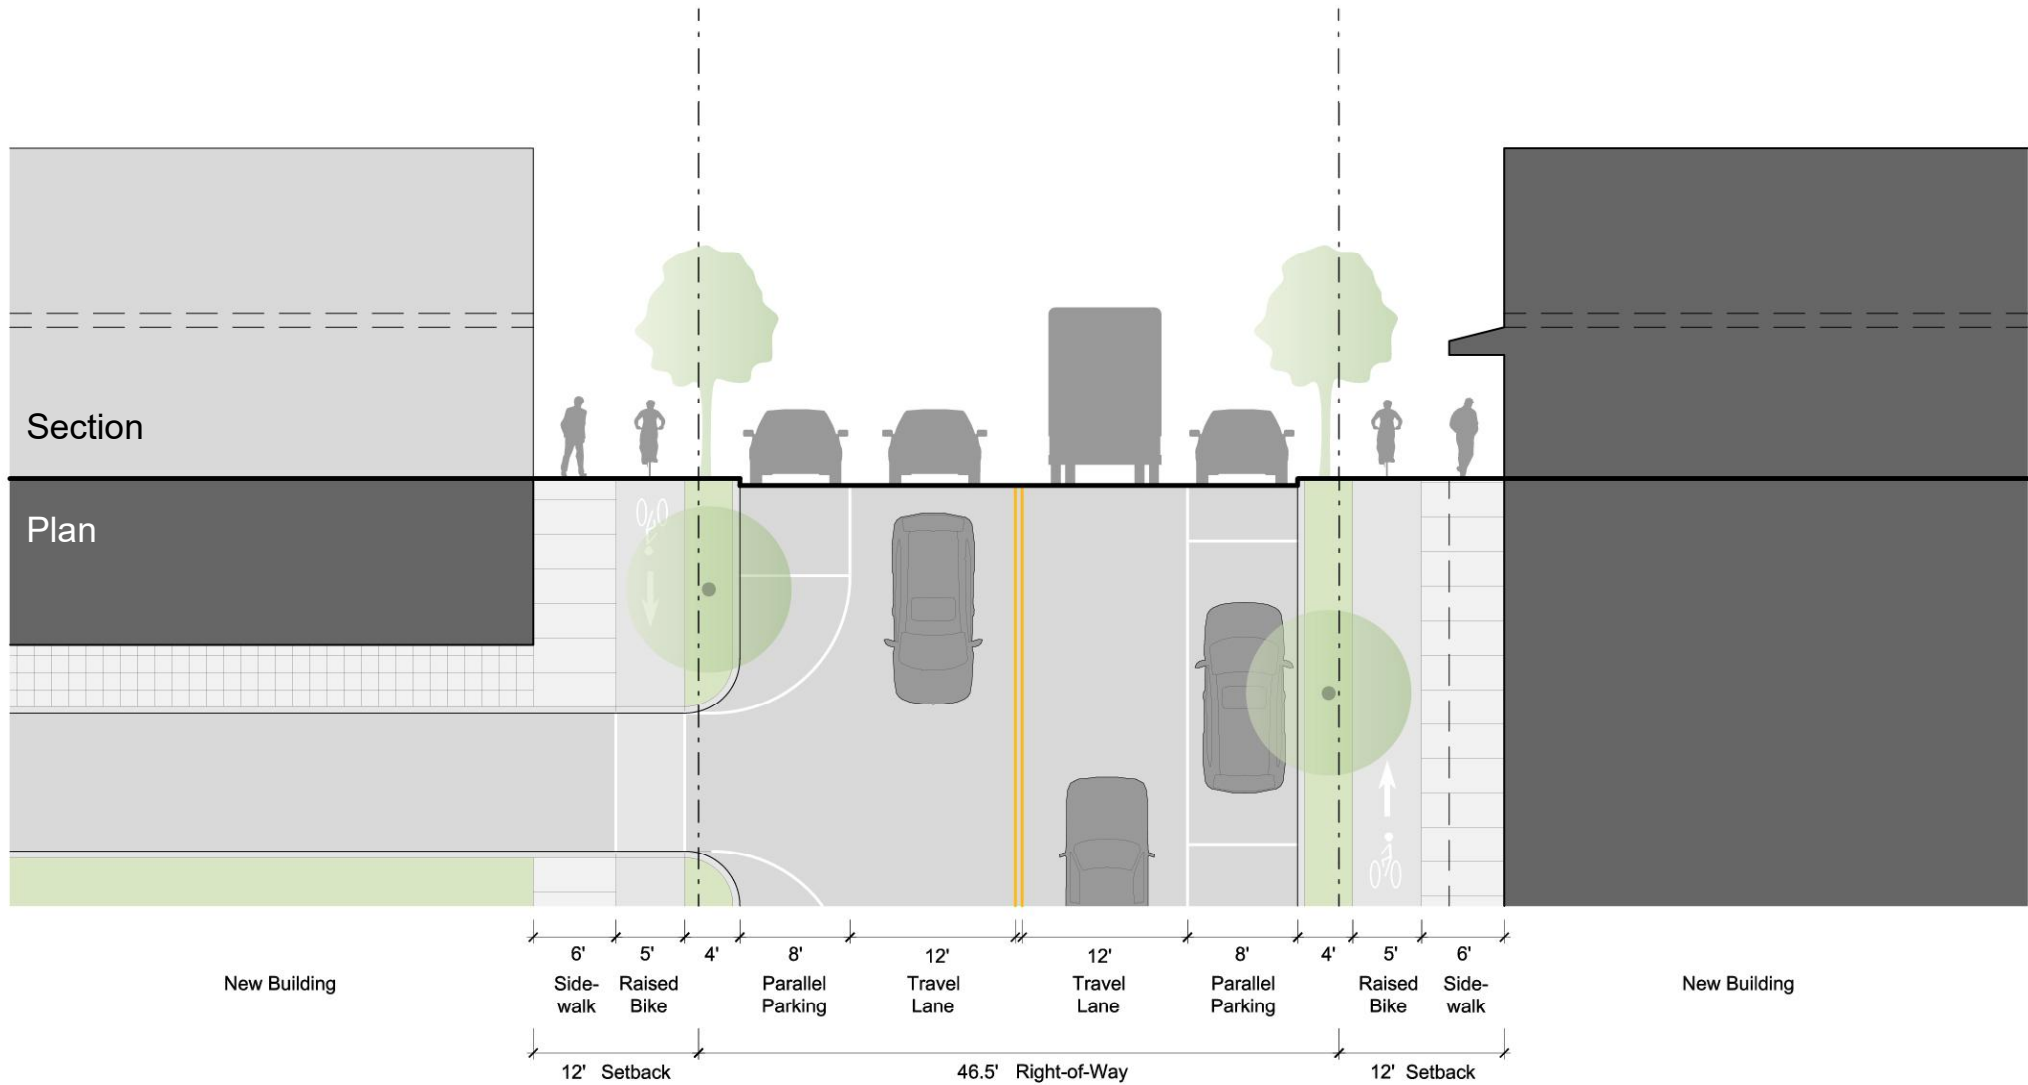 Section
Plan
6' 5' 4' 8' 12' 12' 8' 4' 5' 6'
New Building Side- Raised Parallel Travel Travel Parallel Raised Side- New Building
walk Bike Parking Lane Lane Parking Bike walk
12' Setback 46.5' Right-of-Way 12' Setback